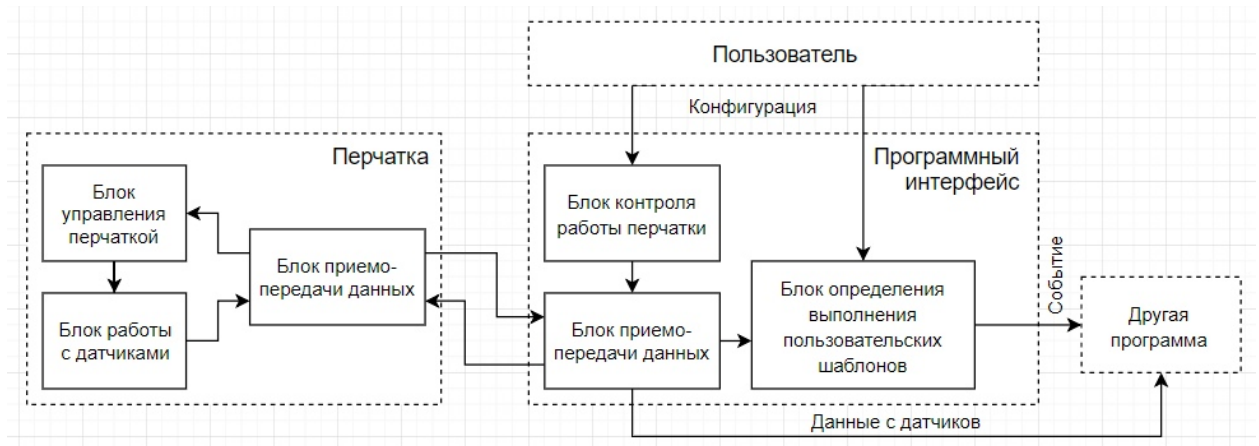 Пользователь
Конфигурация
Перчатка
Блок
управления
перчаткой
Блок приемо-
передачи данных
Блок работы
с датчиками
Программный
интерфейс
Блок контроля
работы перчатки
Блок приемо-
передачи данных
Блок определения
выполнения
пользовательских
шаблонов
Событие
Другая
программа
Данные с датчиков